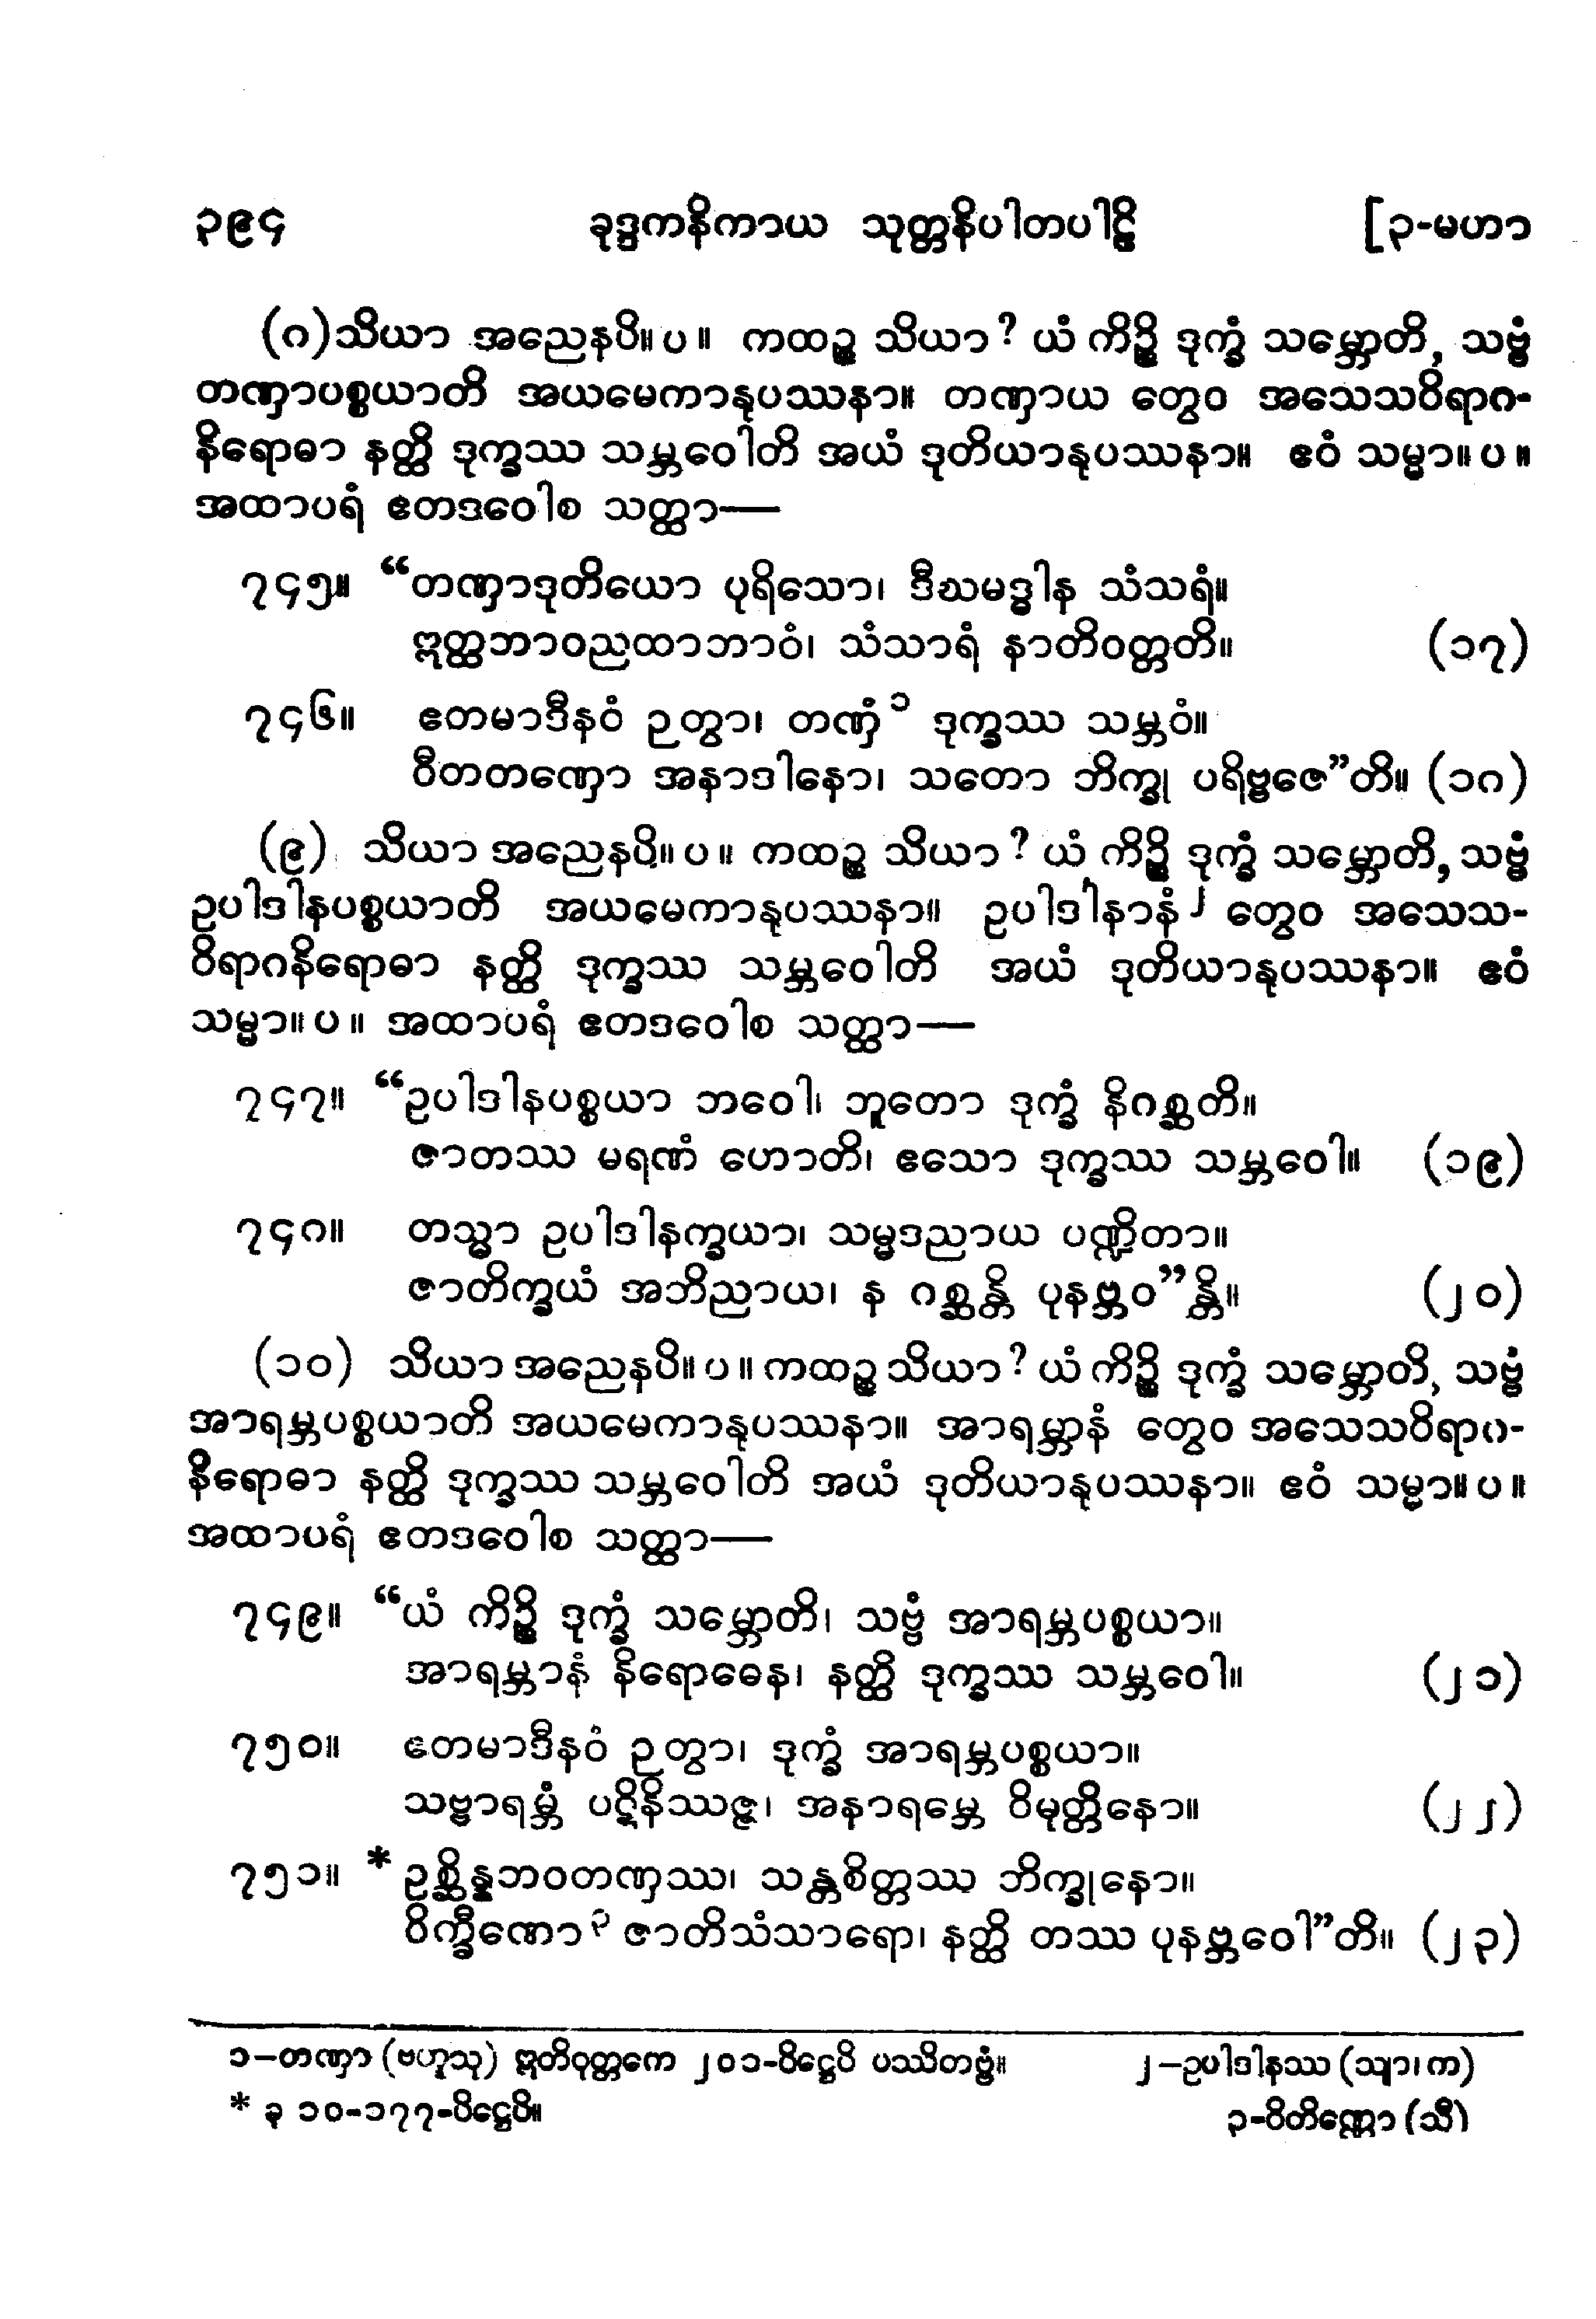 ၃၉၄ ခုဒ္ဒကနိကာယ သုတ္တနိပါတပါဠိ [၃-မဟာ
(၈)သိယာ အညေနပိ။ ပ ။ ကထဉ္စ သိယာ? ယံ ကိဉ္စိ ဒုက္ခံ သမ္ဘောတိ, သဗ္ဗံ
တဏှာပစ္စယာတိ အယမေကာနုပဿနာ။ တဏှာယ တွေဝ အသေသဝိရာဂ-
နိရောဓာ နတ္ထိ ဒုက္ခဿ သမ္ဘဝေါတိ အယံ ဒုတိယာနုပဿနာ။ ဧဝံ သမ္မာ။ ပ ။
အထာပရံ ဧတဒဝေါစ သတ္ထာ—
၇၄၅။ “တဏှာဒုတိယော ပုရိသော၊ ဒီဃမဒ္ဓါန သံသရံ။
ဣတ္ထဘာဝညထာဘာဝံ၊ သံသာရံ နာတိဝတ္တတိ။ (၁၇)
၇၄၆။ ဧတမာဒီနဝံ ဉတွာ၊ တဏှံ၁ ဒုက္ခဿ သမ္ဘဝံ။
ဝီတတဏှော အနာဒါနော၊ သတော ဘိက္ခု ပရိဗ္ဗဇေ”တိ။ (၁၈)
(၉) သိယာ အညေနပိ။ ပ ။ ကထဉ္စ သိယာ? ယံ ကိဉ္စိ ဒုက္ခံ သမ္ဘောတိ, သဗ္ဗံ
ဥပါဒါနပစ္စယာတိ အယမေကာနုပဿနာ။ ဥပါဒါနာနံ၂ တွေဝ အသေသ-
ဝိရာဂနိရောဓာ နတ္ထိ ဒုက္ခဿ သမ္ဘဝေါတိ အယံ ဒုတိယာနုပဿနာ။ ဧဝံ
သမ္မာ။ ပ ။ အထာပရံ ဧတဒဝေါစ သတ္ထာ—
၇၄၇။ “ဥပါဒါနပစ္စယာ ဘဝေါ၊ ဘူတော ဒုက္ခံ နိဂစ္ဆတိ။
ဇာတဿ မရဏံ ဟောတိ၊ ဧသော ဒုက္ခဿ သမ္ဘဝေါ။ (၁၉)
၇၄၈။ တသ္မာ ဥပါဒါနက္ခယာ၊ သမ္မဒညာယ ပဏ္ဍိတာ။
ဇာတိက္ခယံ အဘိညာယ၊ န ဂစ္ဆန္တိ ပုနဗ္ဘဝ”န္တိ။ (၂၀)
(၁၀) သိယာ အညေနပိ။ ပ ။ ကထဉ္စ သိယာ? ယံ ကိဉ္စိ ဒုက္ခံ သမ္ဘောတိ, သဗ္ဗံ
အာရမ္ဘပစ္စယာတိ အယမေကာနုပဿနာ။ အာရမ္ဘာနံ တွေဝ အသေသဝိရာဂ-
နိရောဓာ နတ္ထိ ဒုက္ခဿ သမ္ဘဝေါတိ အယံ ဒုတိယာနုပဿနာ။ ဧဝံ သမ္မာ။ ပ ။
အထာပရံ ဧတဒဝေါစ သတ္ထာ—
၇၄၉။ “ယံ ကိဉ္စိ ဒုက္ခံ သမ္ဘောတိ၊ သဗ္ဗံ အာရမ္ဘပစ္စယာ။
အာရမ္ဘာနံ နိရောဓေန၊ နတ္ထိ ဒုက္ခဿ သမ္ဘဝေါ။ (၂၁)
၇၅၀။ ဧတမာဒီနဝံ ဉတွာ၊ ဒုက္ခံ အာရမ္ဘပစ္စယာ။
သဗ္ဗာရမ္ဘံ ပဋိနိဿဇ္ဇ၊ အနာရမ္ဘေ ဝိမုတ္တိနော။ (၂၂)
၇၅၁။ * ဥစ္ဆိန္နဘဝတဏှဿ၊ သန္တစိတ္တဿ ဘိက္ခုနော။
ဝိက္ခီဏော၃ ဇာတိသံသာရော၊ နတ္ထိ တဿ ပုနဗ္ဘဝေါ”တိ။ (၂၃)
၁-တဏှာ (ဗဟူသု) ဣတိဝုတ္တကေ ၂၀၁-ပိဋ္ဌေပိ ပဿိတဗ္ဗံ။ ၂-ဥပါဒါနဿ (သျာ၊ က)
* ခု ၁၀-၁၇၇-ပိဋ္ဌေပိ။ ၃-ဝိတိဏ္ဏော (သီ)